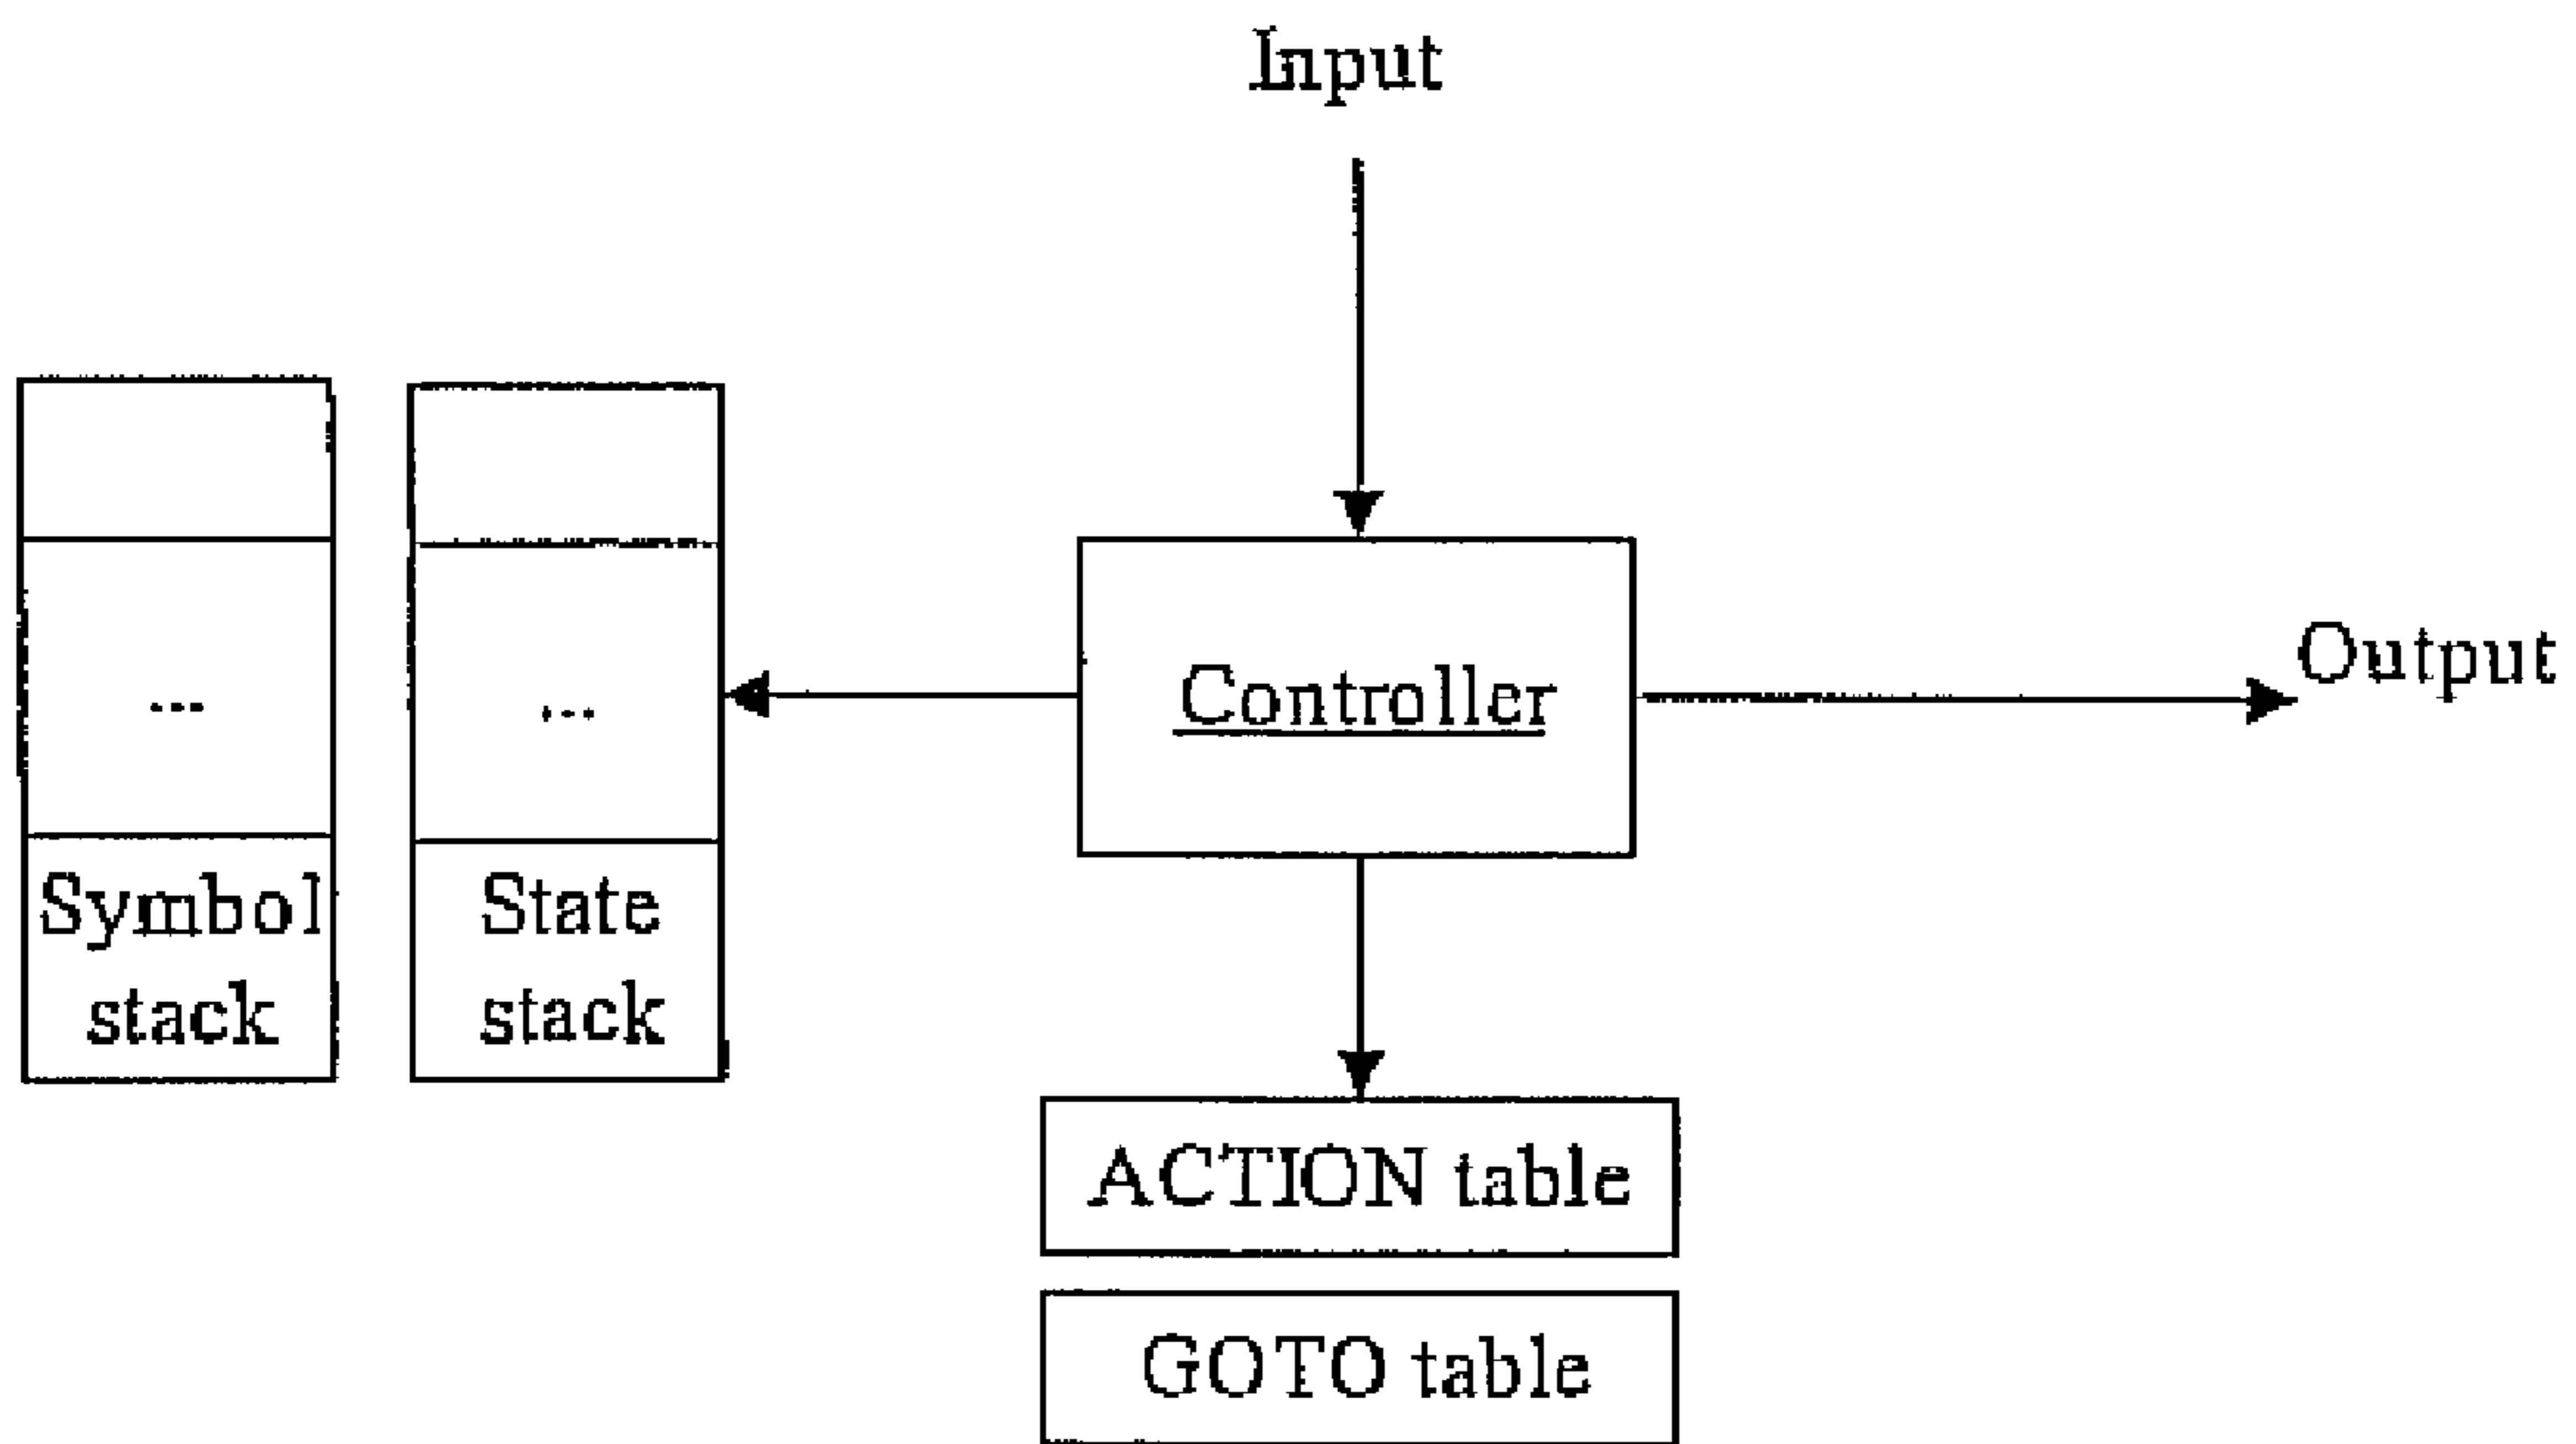 Input
...
...
Controller
Output
Symbol
stack
State
stack
ACTION table
GOTO table